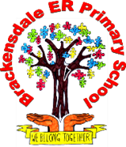 Brackensdale ER Primary School
WE BELONG TOGETHER